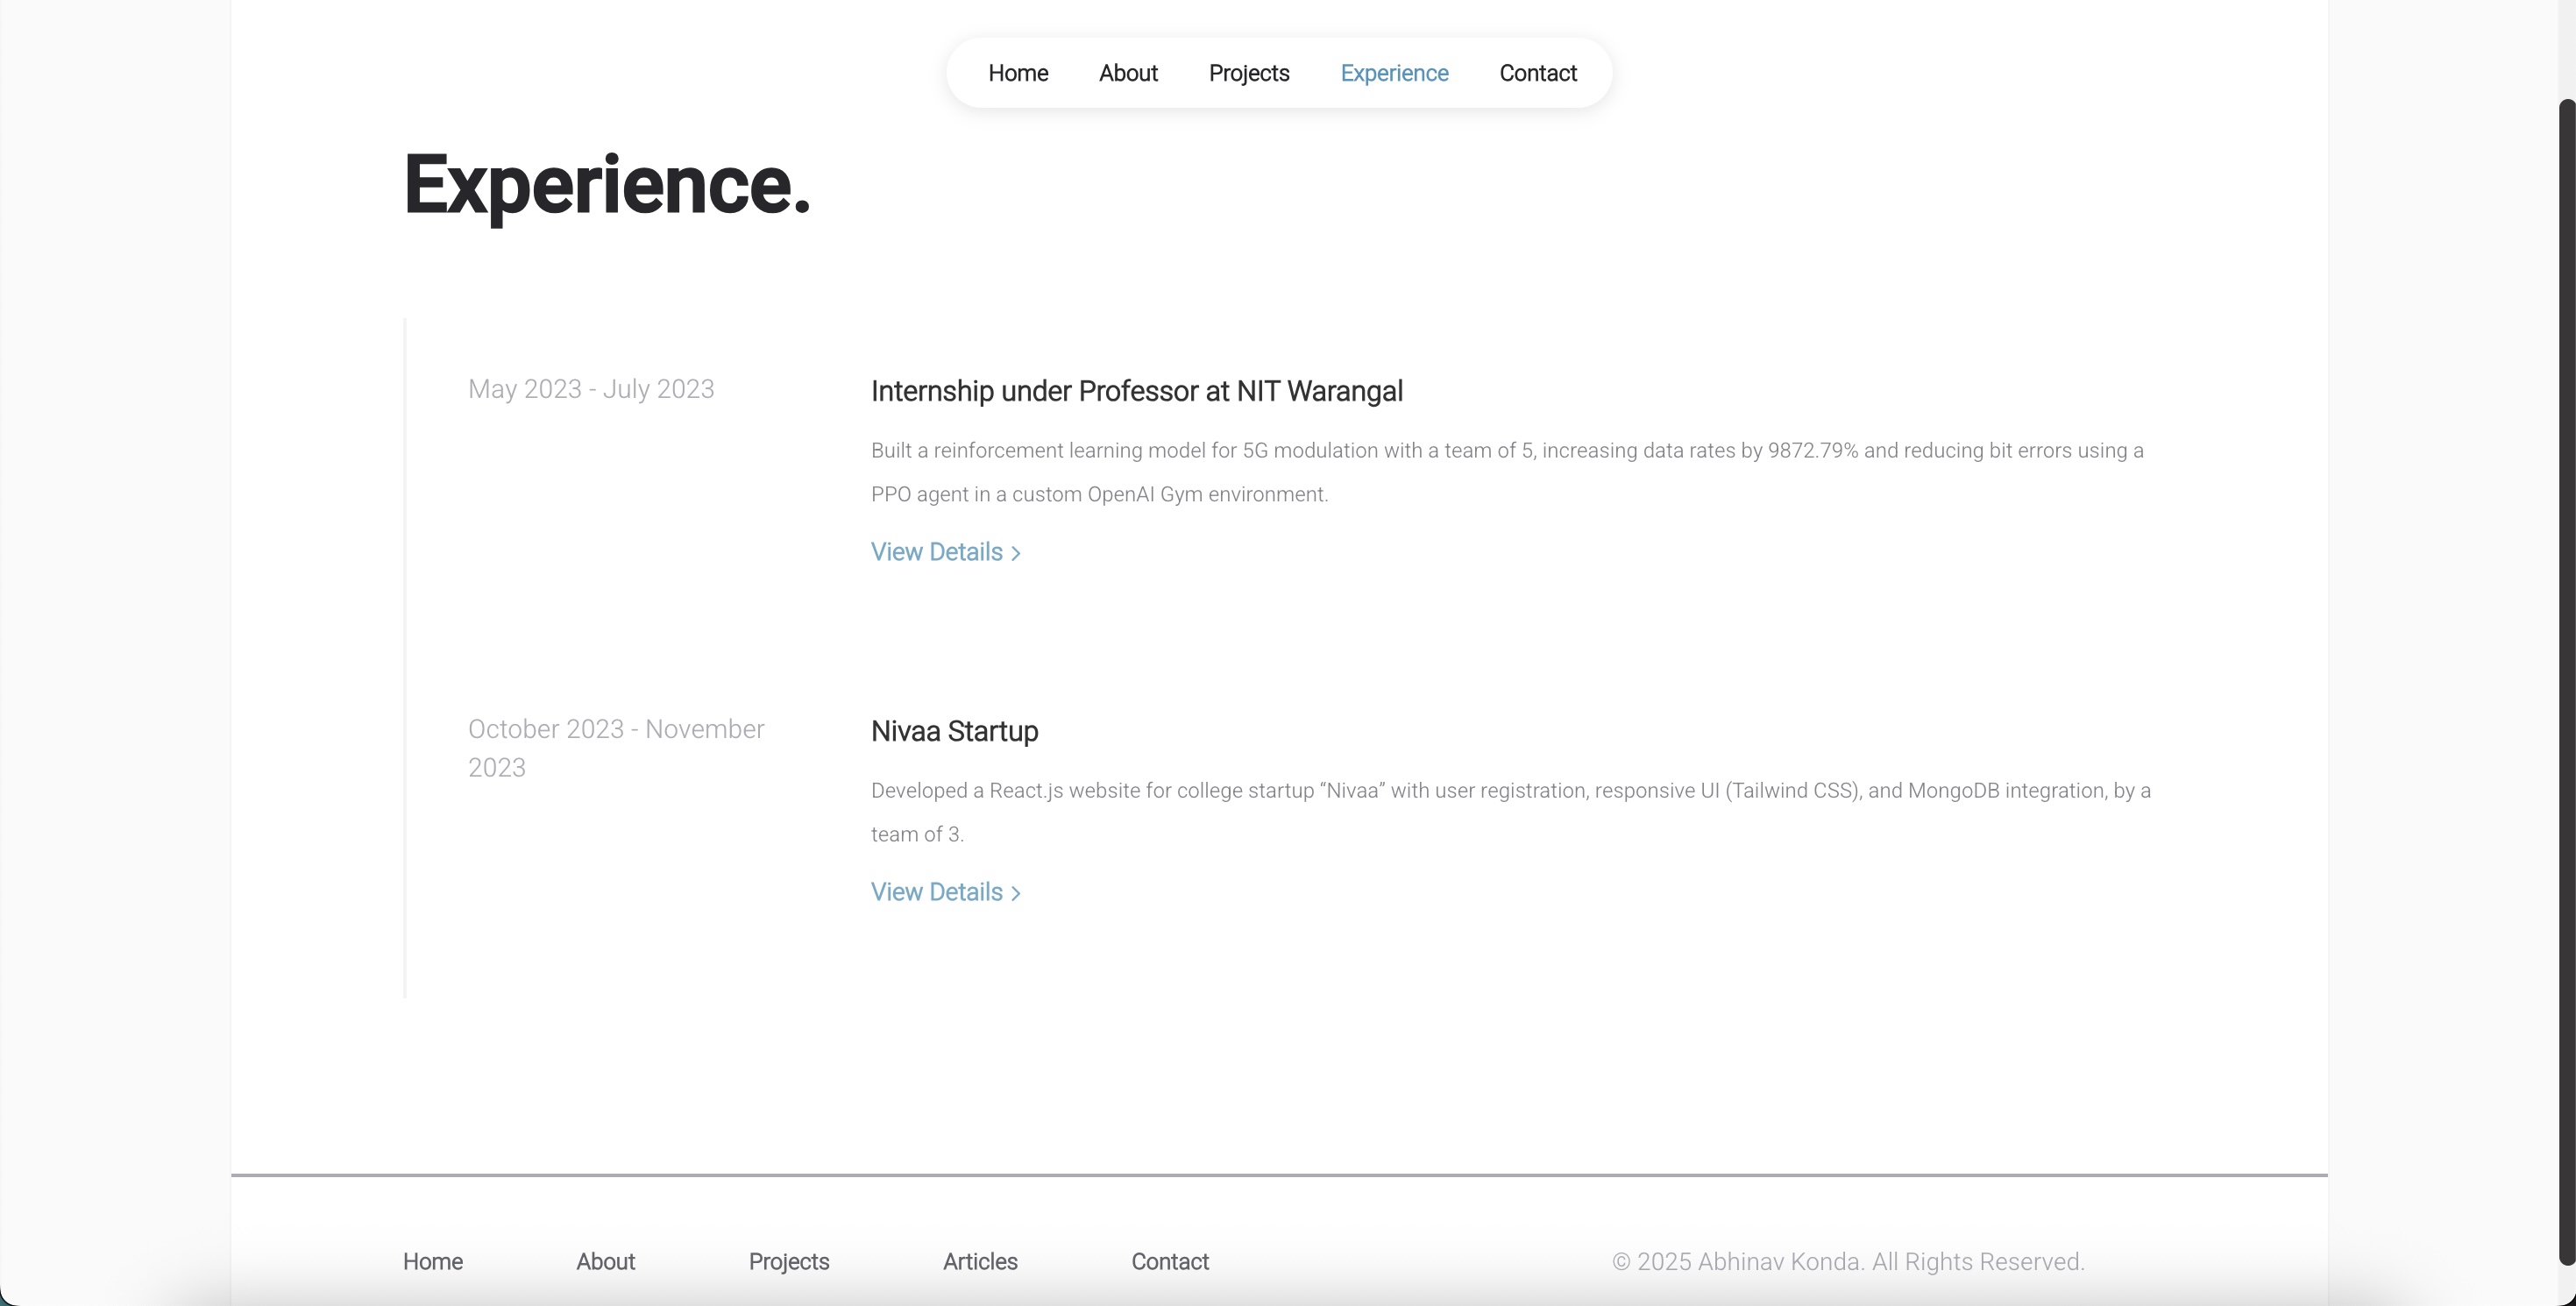 Home About Projects Experience Contact
Experience.
May 2023 - July 2023
Internship under Professor at NIT Warangal
Built a reinforcement learning model for 5G modulation with a team of 5, increasing data rates by 9872.79% and reducing bit errors using a
PPO agent in a custom OpenAI Gym environment.
View Details >
October 2023 - November
2023
Nivaa Startup
Developed a React.js website for college startup “Nivaa” with user registration, responsive UI (Tailwind CSS), and MongoDB integration, by a
team of 3.
View Details >
Home About Projects Articles Contact
© 2025 Abhinav Konda. All Rights Reserved.